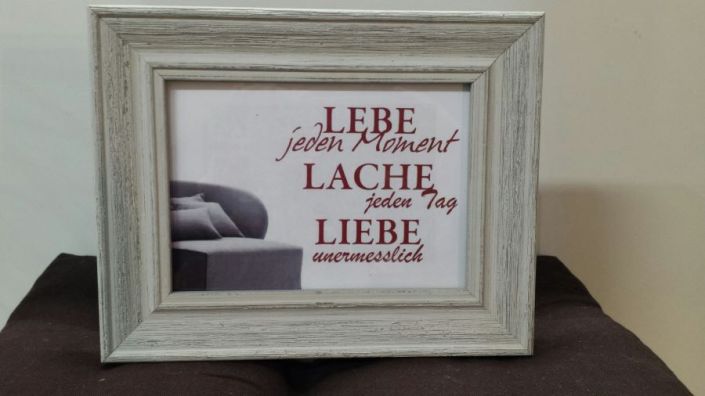 LEBE
jeden Moment
LACHE
jeden Tag
LIEBE
unermesslich